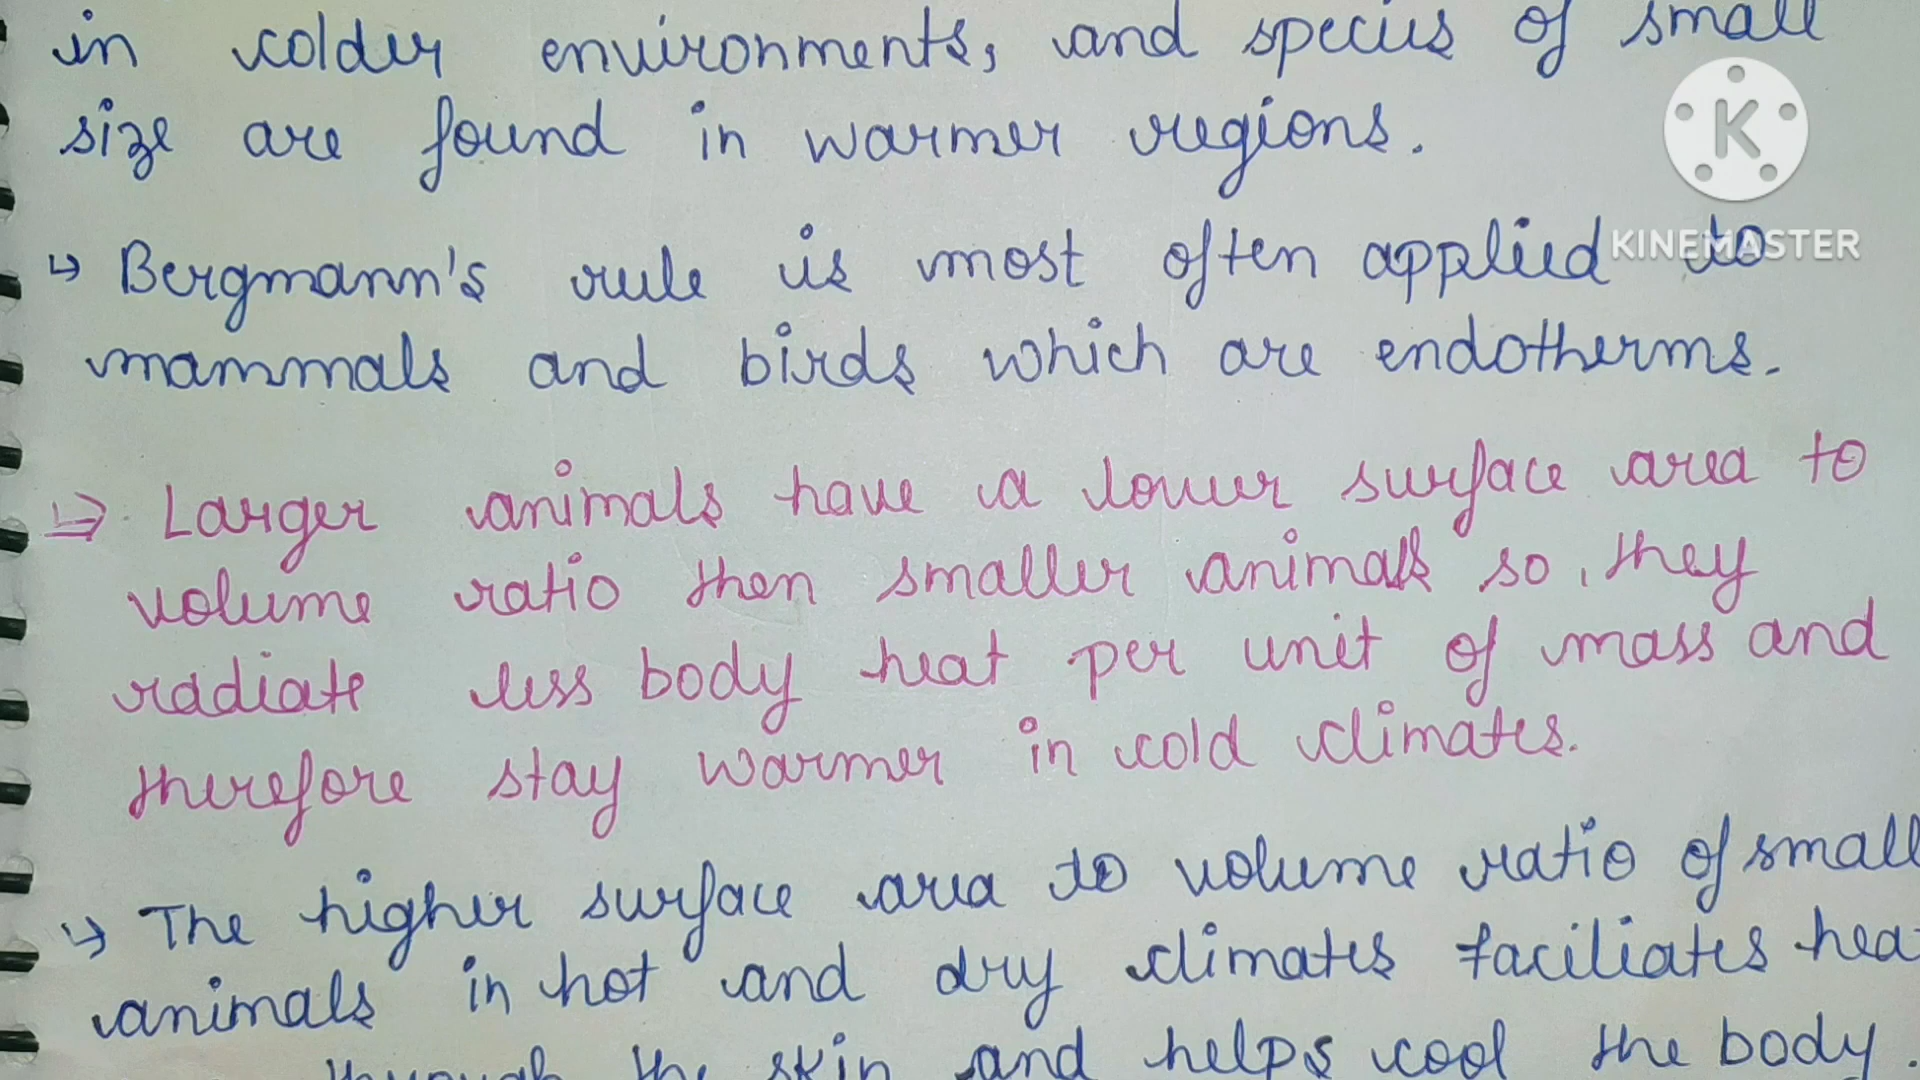 in colder environments, and species of small
size are found in warmer regions.
K
KINEMASTER
↳ Bergmann's rule is most often applied to
mammals and birds which are endotherms.
⇒ Larger animals have a lower surface area to
volume ratio then smaller animals so, they
radiate less body heat per unit of mass and
therefore stay warmer in cold climates.
↳ The higher surface area to volume ratio of small
animals in hot and dry climates faciliates hea
through the skin and helps cool the body.